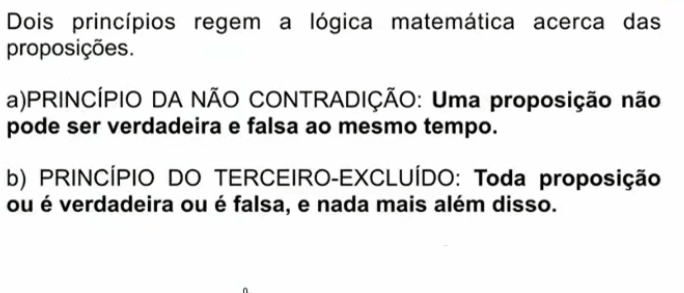 Dois princípios regem a lógica matemática acerca das
proposições.
a)PRINCÍPIO DA NÃO CONTRADIÇÃO: Uma proposição não
pode ser verdadeira e falsa ao mesmo tempo.
b) PRINCÍPIO DO TERCEIRO-EXCLUÍDO: Toda proposição
ou é verdadeira ou é falsa, e nada mais além disso.